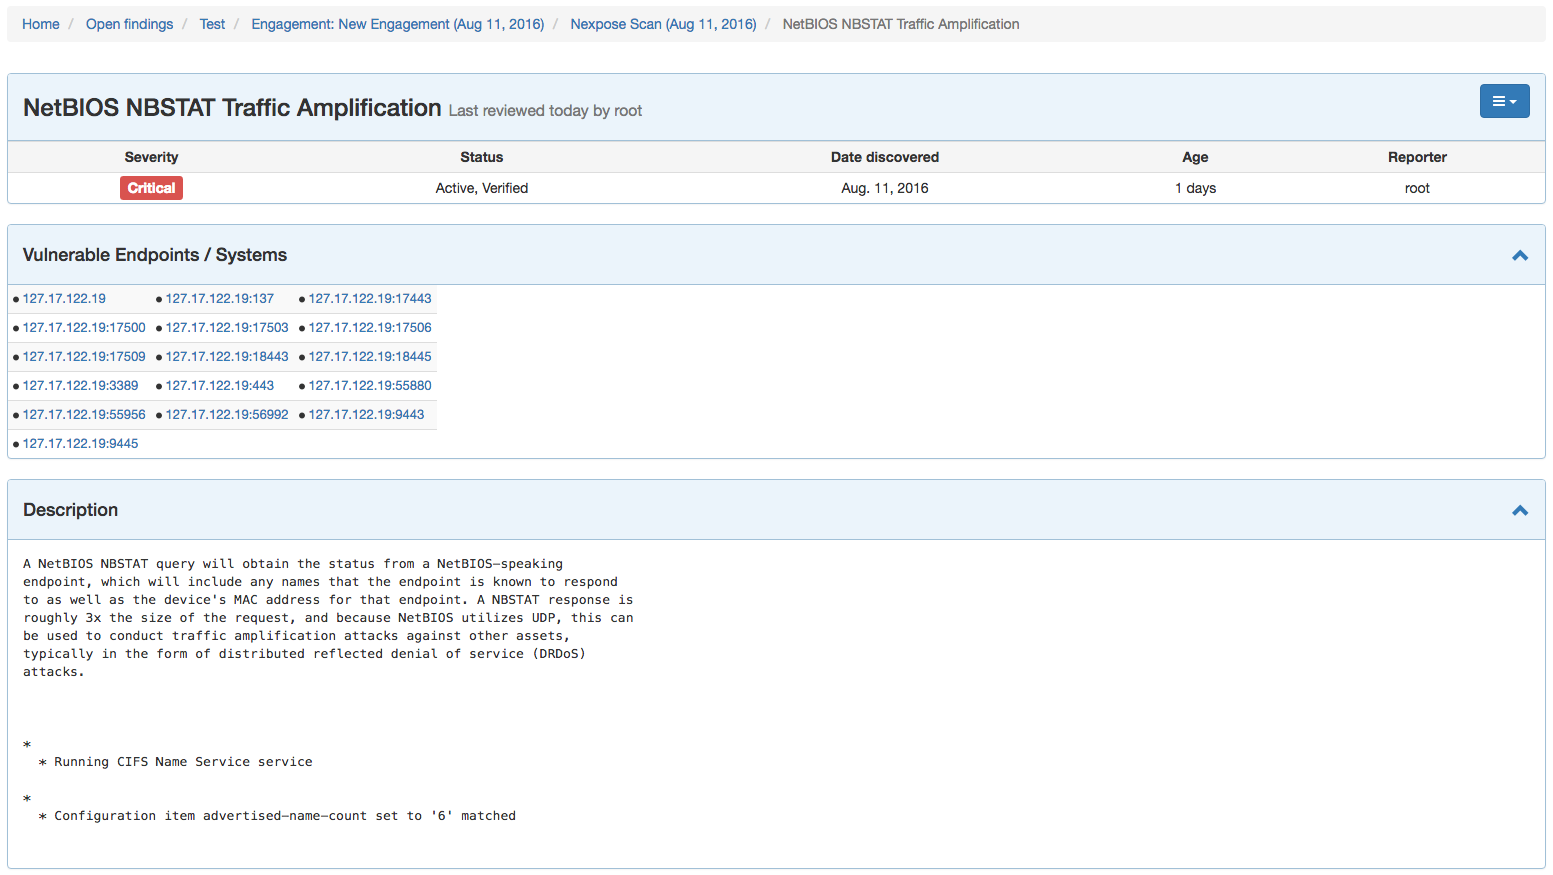 Home / Open findings / Test / Engagement: New Engagement (Aug 11, 2016) / Nexpose Scan (Aug 11, 2016) / NetBIOS NBSTAT Traffic Amplification
NetBIOS NBSTAT Traffic Amplification Last reviewed today by root
Severity Status Date discovered Age Reporter
Critical Active, Verified Aug. 11, 2016 1 days root
Vulnerable Endpoints / Systems
● 127.17.122.19 ● 127.17.122.19:137 ● 127.17.122.19:17443
● 127.17.122.19:17500 ● 127.17.122.19:17503 ● 127.17.122.19:17506
● 127.17.122.19:17509 ● 127.17.122.19:18443 ● 127.17.122.19:18445
● 127.17.122.19:3389 ● 127.17.122.19:443 ● 127.17.122.19:55880
● 127.17.122.19:55956 ● 127.17.122.19:56992 ● 127.17.122.19:9443
● 127.17.122.19:9445
Description
A NetBIOS NBSTAT query will obtain the status from a NetBIOS-speaking
endpoint, which will include any names that the endpoint is known to respond
to as well as the device's MAC address for that endpoint. A NBSTAT response is
roughly 3x the size of the request, and because NetBIOS utilizes UDP, this can
be used to conduct traffic amplification attacks against other assets,
typically in the form of distributed reflected denial of service (DRDoS)
attacks.
*
* Running CIFS Name Service service
*
* Configuration item advertised-name-count set to '6' matched